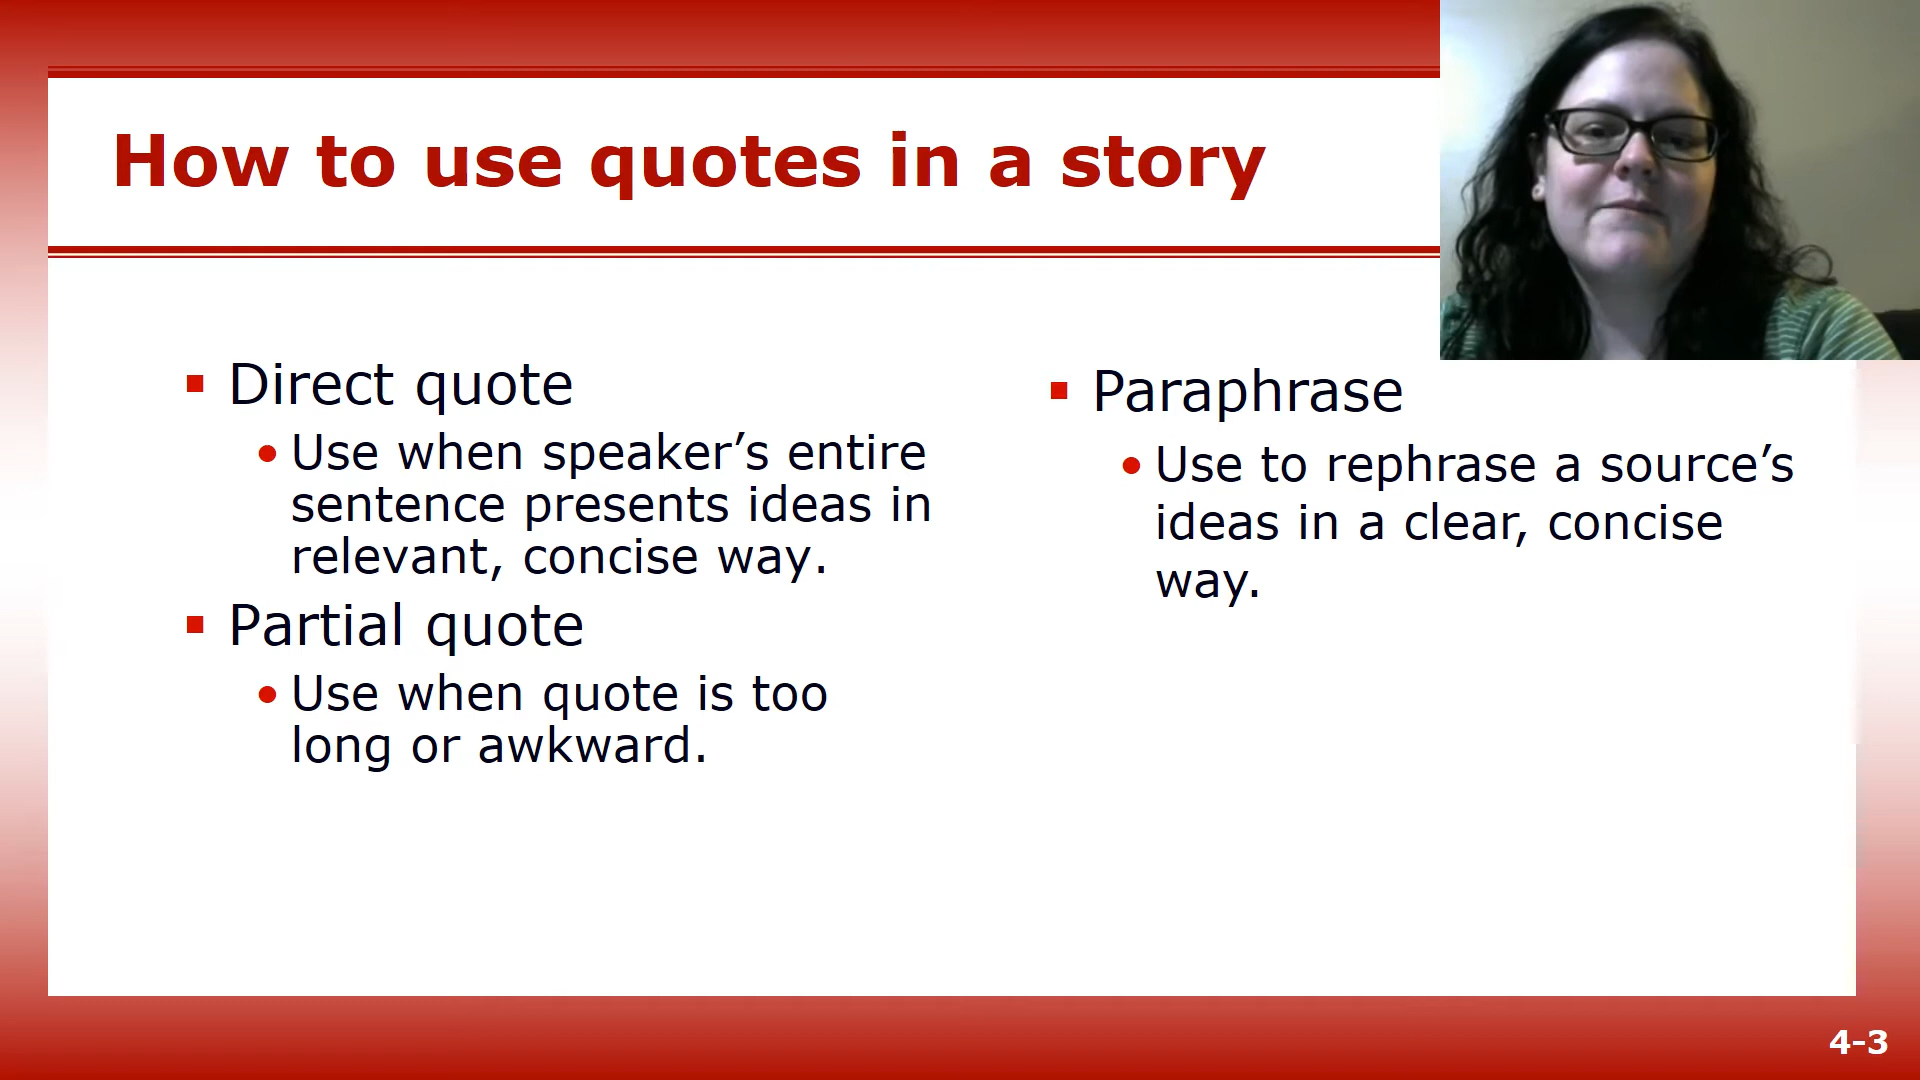 How to use quotes in a story
Direct quote
Use when speaker’s entire
sentence presents ideas in
relevant, concise way.
Partial quote
Use when quote is too
long or awkward.
Paraphrase
Use to rephrase a source’s
ideas in a clear, concise
way.
4-3